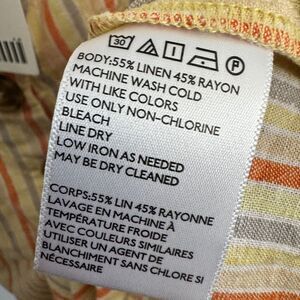 30
P
BODY:55% LINEN 45% RAYON
MACHINE WASH COLD
WITH LIKE COLORS
USE ONLY NON-CHLORINE
BLEACH
LINE DRY
LOW IRON AS NEEDED
MAY BE DRY CLEANED
CORPS:55% LIN 45% RAYONNE
LAVAGE EN MACHINE À
TEMPÉRATURE FROIDE
AVEC COULEURS SIMILAIRES
UTILISER UN AGENT DE
BLANCHIMENT SANS CHLORE SI
NÉCESSAIRE